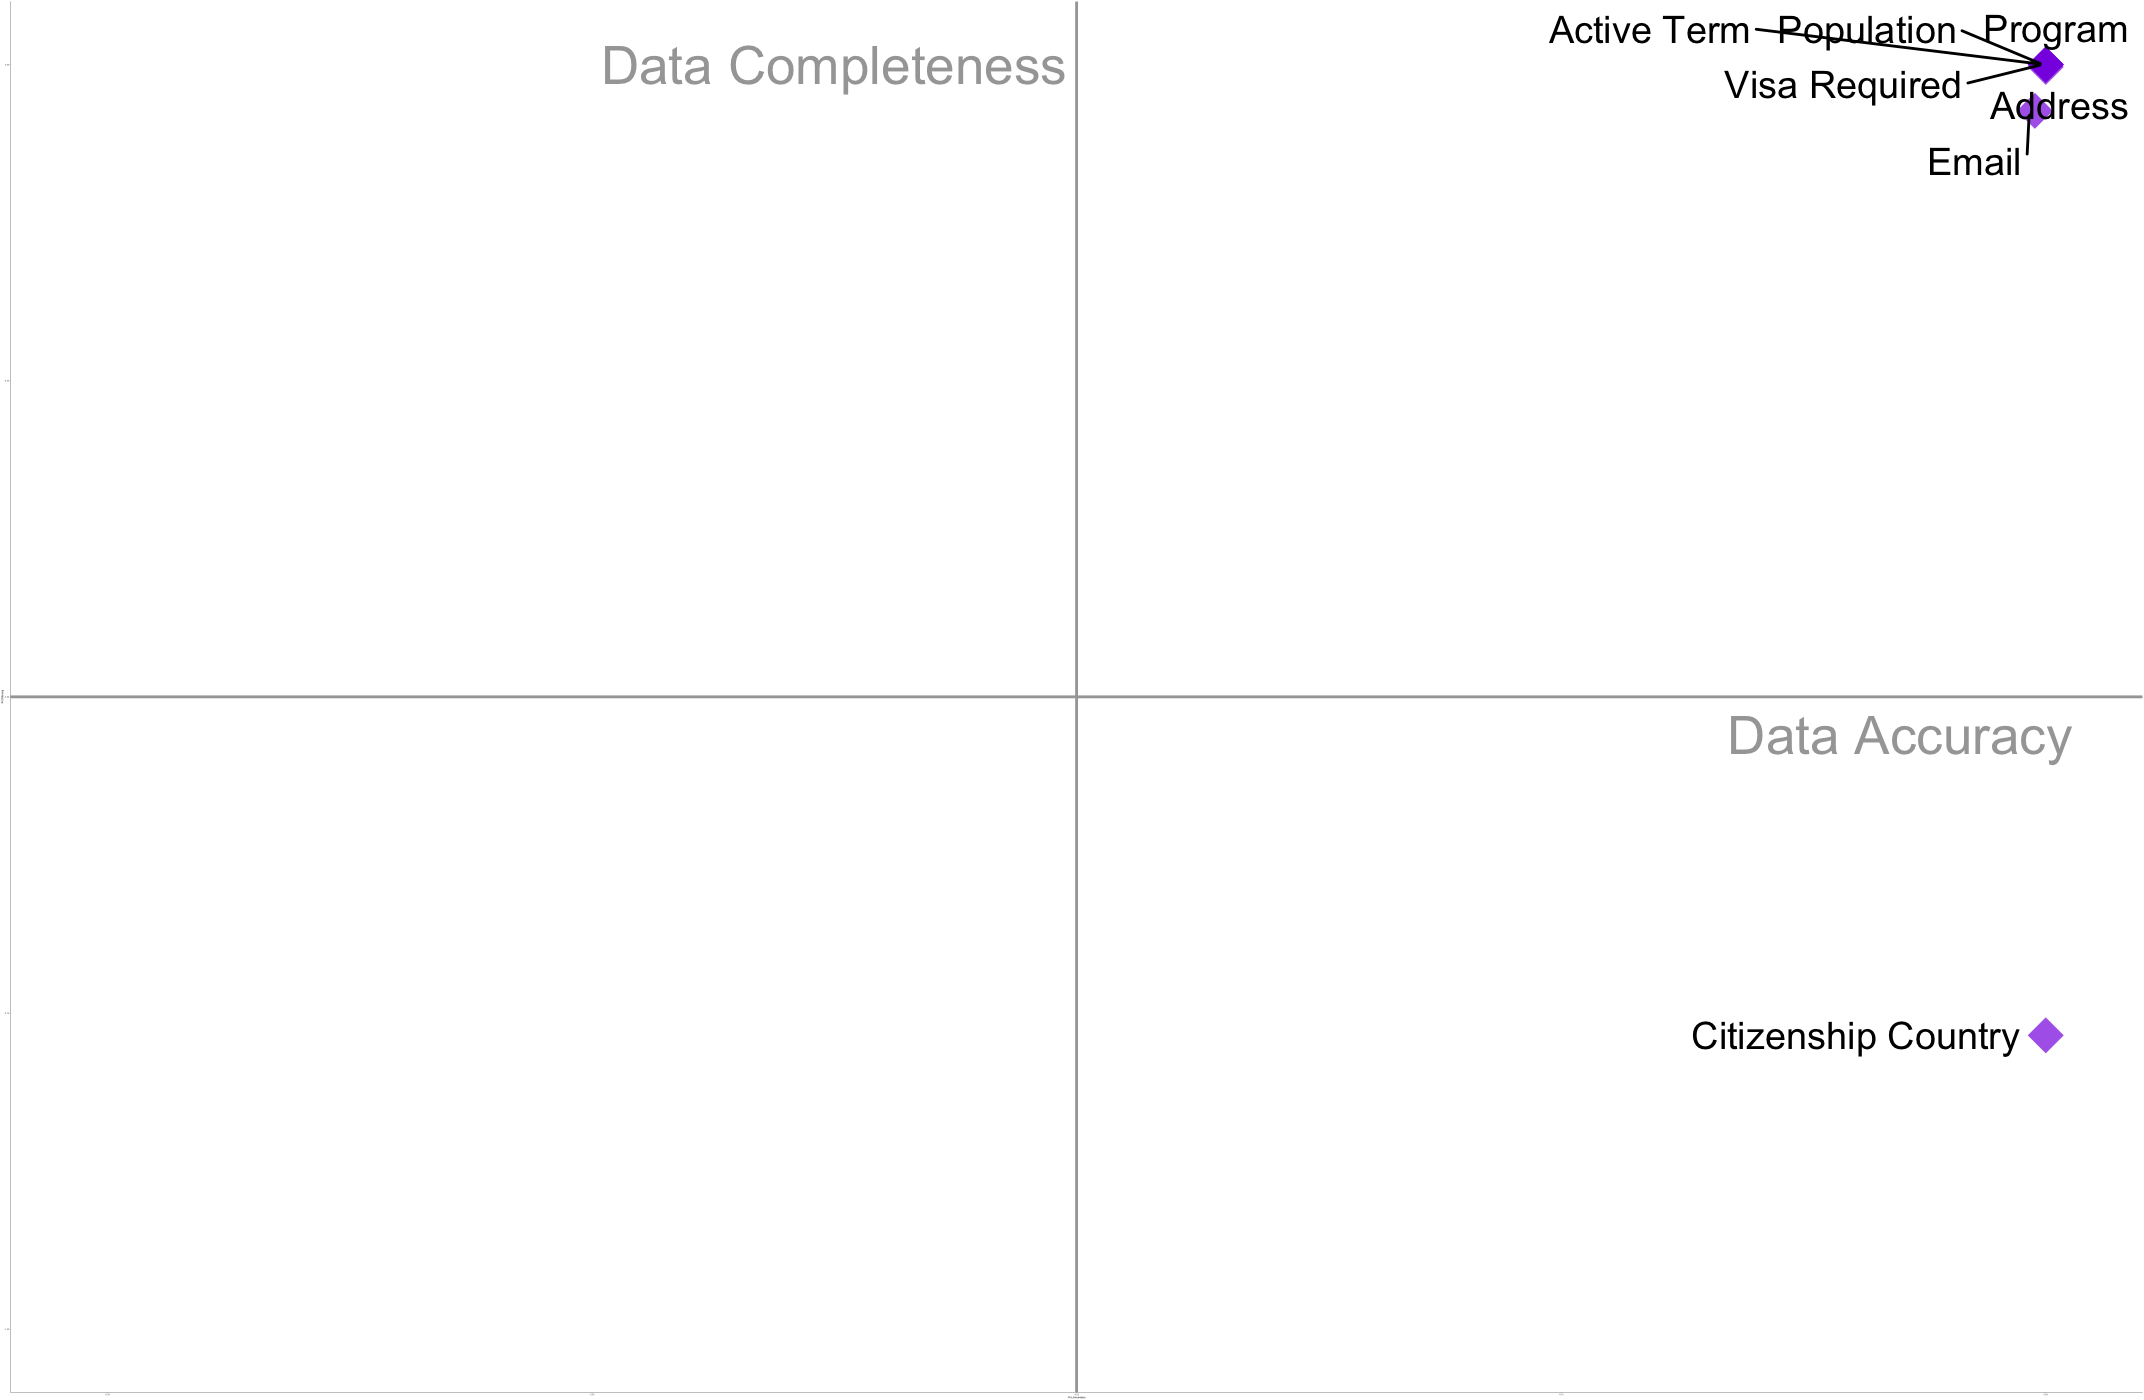 Active Term
Population
Program
Data Completeness
Visa Required
Address
Email
Data Accuracy
Citizenship Country